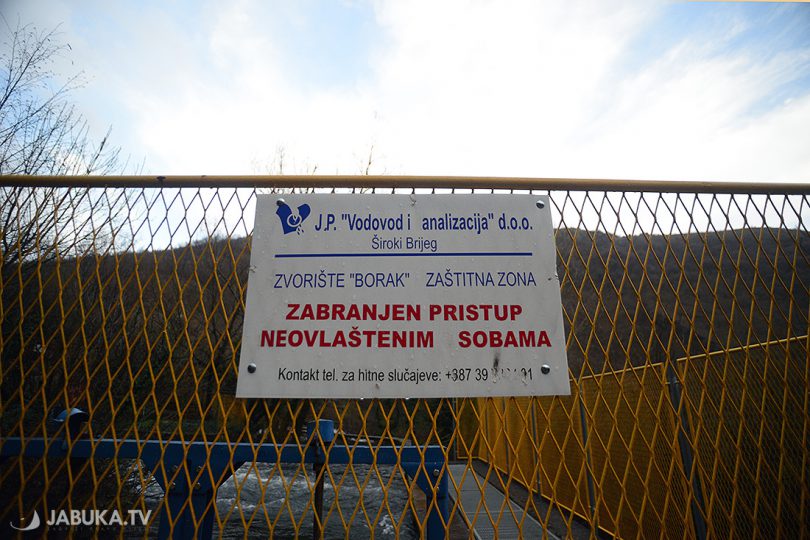 J.P. "Vodovod i analizacija" d.o.o.
Široki Brijeg
ZVORIŠTE "BORAK" ZAŠTITNA ZONA
ZABRANJEN PRISTUP
NEOVLAŠTENIM SOBAMA
Kontakt tel. za hitne slučajeve: +387 39
JABUKA.TV